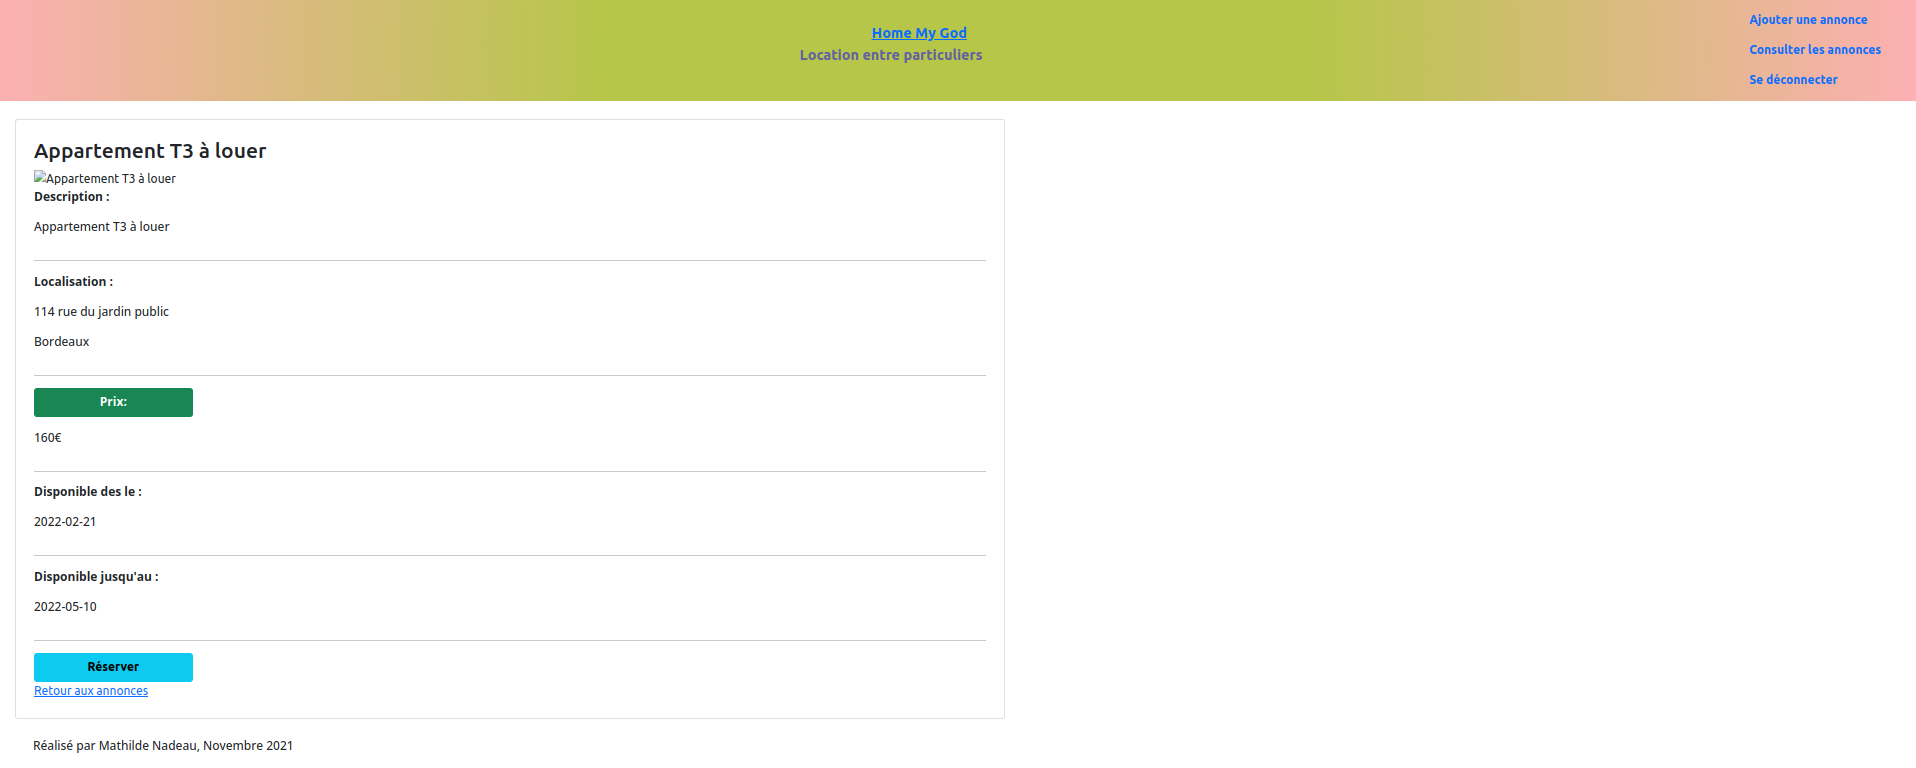 Home My God
Location entre particuliers
Ajouter une annonce
Consulter les annonces
Se déconnecter
Appartement T3 à louer
Appartement T3 à louer
Description :
Appartement T3 à louer
Localisation :
114 rue du jardin public
Bordeaux
Prix:
160€
Disponible des le :
2022-02-21
Disponible jusqu'au :
2022-05-10
Réserver
Retour aux annonces
Réalisé par Mathilde Nadeau, Novembre 2021